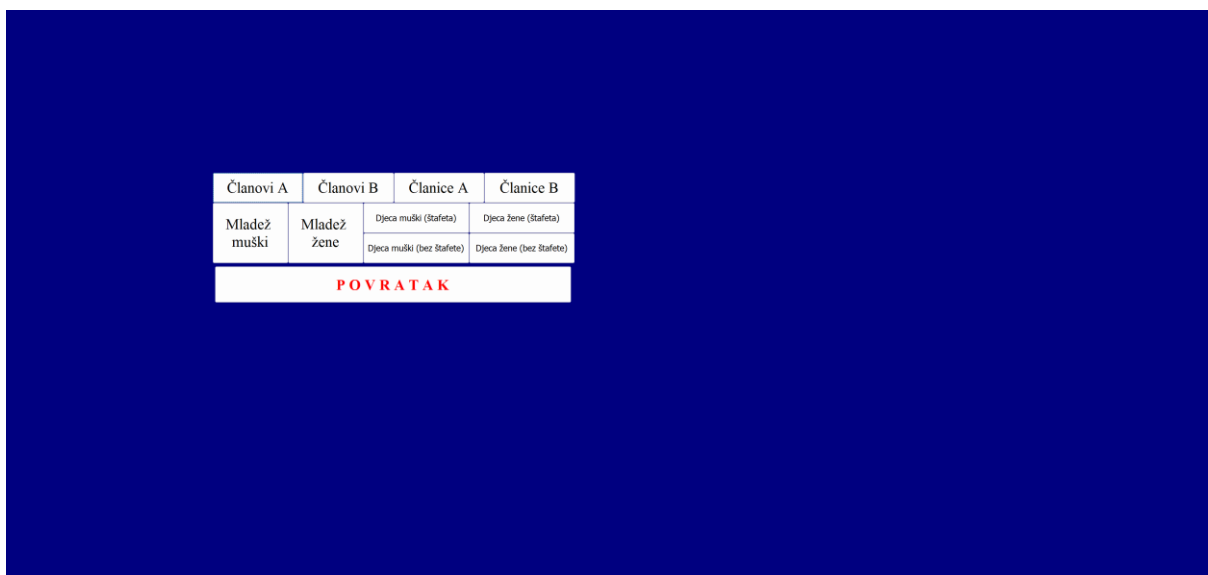 Članovi A Članovi B Članice A Članice B
Mladež muški
Mladež žene
Djeca muški (štafeta) Djeca žene (štafeta)
Djeca muški (bez štafete) Djeca žene (bez štafete)
P O V R A T A K